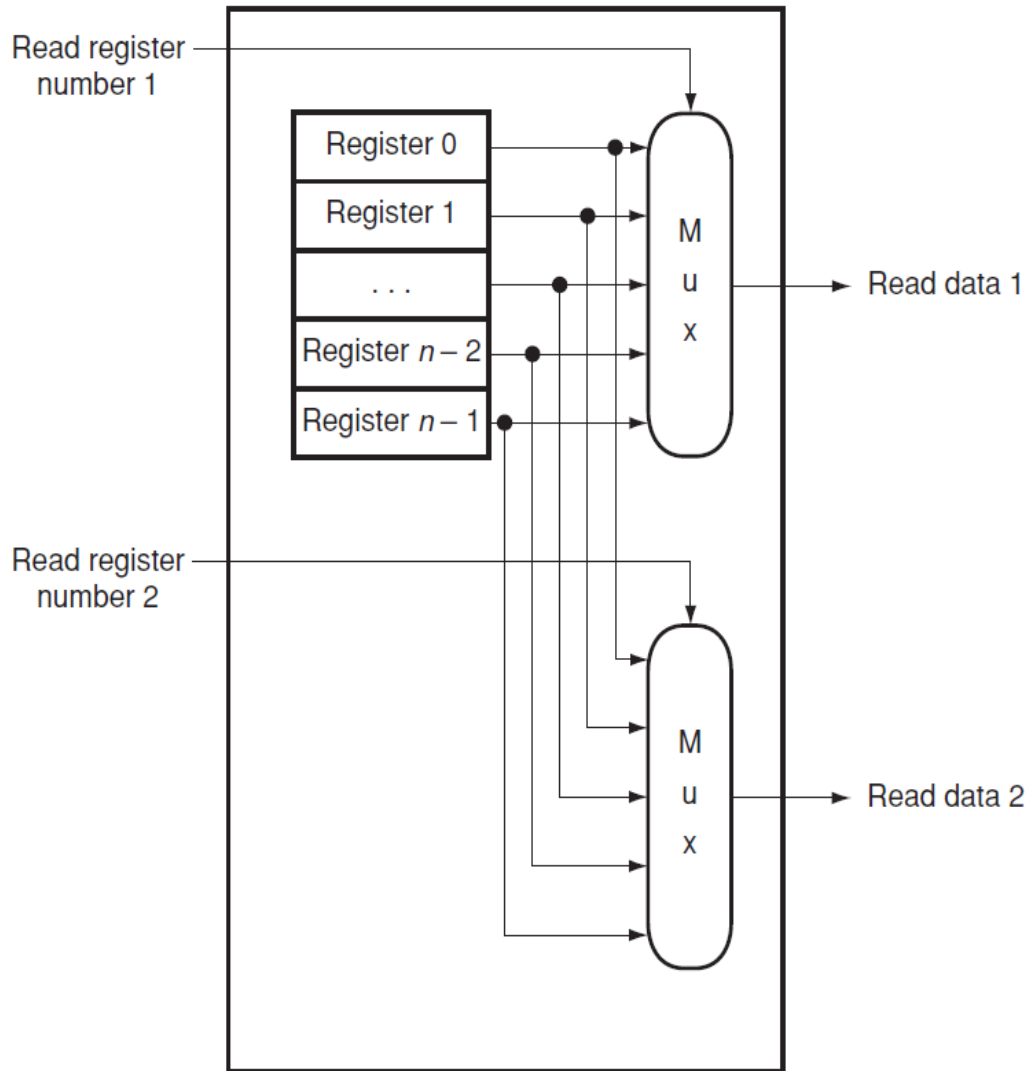 Read register
number 1
Register 0
Register 1
. . .
Register n – 2
Register n – 1
M
u
x
Read data 1
Read register
number 2
M
u
x
Read data 2